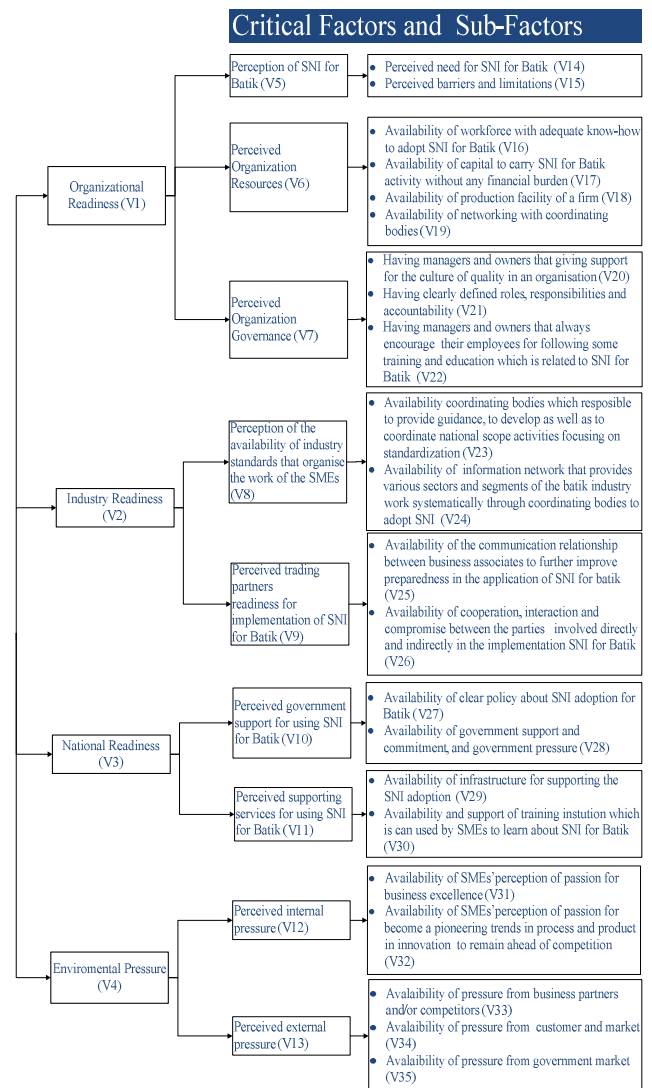 Critical Factors and Sub-Factors
Organizational
Readiness (V1)
Perception of SNI for
Batik (V5)
● Perceived need for SNI for Batik (V14)
● Perceived barriers and limitations (V15)
Perceived
Organization
Resources (V6)
● Availability of workforce with adequate know-how
to adopt SNI for Batik (V16)
● Availability of capital to carry SNI for Batik
activity without any financial burden (V17)
● Availability of production facility of a firm (V18)
● Availability of networking with coordinating
bodies (V19)
Perceived
Organization
Governance (V7)
● Having managers and owners that giving support
for the culture of quality in an organisation (V20)
● Having clearly defined roles, responsibilities and
accountability (V21)
● Having managers and owners that always
encourage their employees for following some
training and education which is related to SNI for
Batik (V22)
Industry Readiness
(V2)
Perception of the
availability of industry
standards that organise
the work of the SMEs
(V8)
● Availability coordinating bodies which resposible
to provide guidance, to develop as well as to
coordinate national scope activities focusing on
standardization (V23)
● Availability of information network that provides
various sectors and segments of the batik industry
work systematically through coordinating bodies to
adopt SNI (V24)
Perceived trading
partners
readiness for
implementation of SNI
for Batik (V9)
● Availability of the communication relationship
between business associates to further improve
preparedness in the application of SNI for batik
(V25)
● Availability of cooperation, interaction and
compromise between the parties involved directly
and indirectly in the implementation SNI for Batik
(V26)
National Readiness
(V3)
Perceived government
support for using SNI
for Batik (V10)
● Availability of clear policy about SNI adoption for
Batik (V27)
● Availability of government support and
commitment, and government pressure (V28)
Perceived supporting
services for using SNI
for Batik (V11)
● Availability of infrastructure for supporting the
SNI adoption (V29)
● Availability and support of training instution which
is can used by SMEs to learn about SNI for Batik
(V30)
Enviromental Pressure
(V4)
Perceived internal
pressure (V12)
● Availability of SMEs'perception of passion for
business excellence (V31)
● Availability of SMEs'perception of passion for
become a pioneering trends in process and product
in innovation to remain ahead of competition
(V32)
Perceived external
pressure (V13)
● Avalaibility of pressure from business partners
and/or competitors (V33)
● Avalaibility of pressure from customer and market
(V34)
● Avalaibility of pressure from government market
(V35)